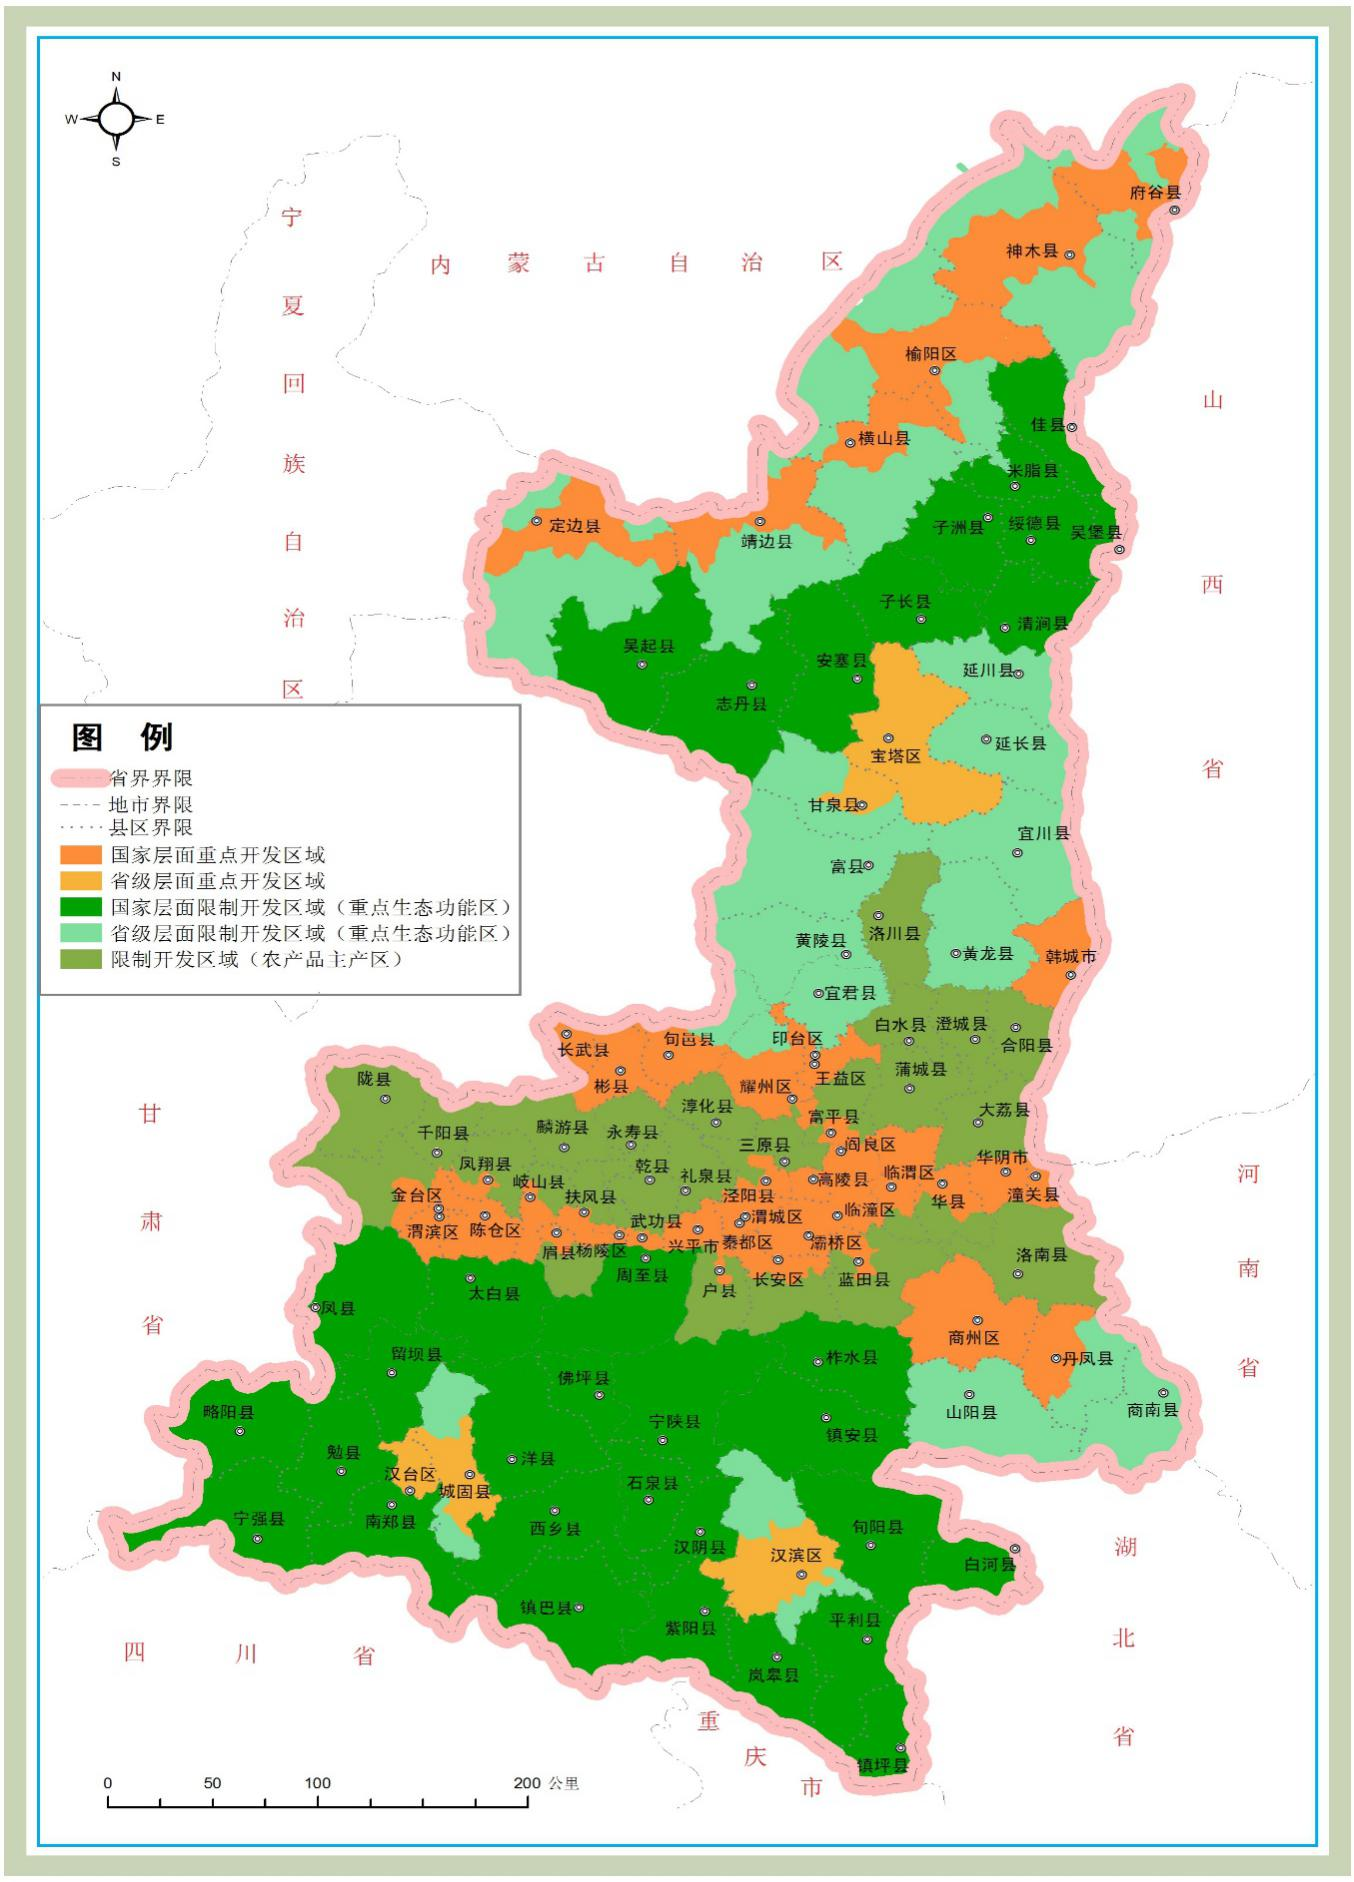 N
W
E
S
宁夏回族自治区
内蒙古自治区
山西省
府谷县
神木县
榆阳区
佳县
横山县
米脂县
定边县
靖边县
子洲县
绥德县
吴堡县
子长县
清涧县
吴起县
安塞县
延川县
志丹县
宝塔区
延长县
甘泉县
宜川县
富县
洛川县
黄陵县
黄龙县
韩城市
宜君县
图 例
省界界限
地市界限
县区界限
国家层面重点开发区域
省级层面重点开发区域
国家层面限制开发区域（重点生态功能区）
省级层面限制开发区域（重点生态功能区）
限制开发区域（农产品主产区）
长武县
旬邑县
印台区
白水县
澄城县
合阳县
彬县
耀州区
王益区
蒲城县
陇县
淳化县
富平县
大荔县
千阳县
麟游县
永寿县
三原县
阎良区
凤翔县
岐山县
乾县
礼泉县
高陵县
临渭区
华阴市
金台区
扶风县
泾阳县
华县
潼关县
渭滨区
陈仓区
武功县
渭城区
临潼区
眉县
杨陵区
兴平市
秦都区
灞桥区
洛南县
周至县
户县
长安区
蓝田县
太白县
凤县
商州区
丹凤县
留坝县
佛坪县
柞水县
山阳县
商南县
略阳县
宁陕县
镇安县
勉县
汉台区
城固县
洋县
石泉县
宁强县
南郑县
西乡县
汉阴县
汉滨区
旬阳县
白河县
镇巴县
紫阳县
平利县
岚皋县
镇坪县
甘肃省
河南省
湖北省
四川省
重庆市
0 50 100 200 公里